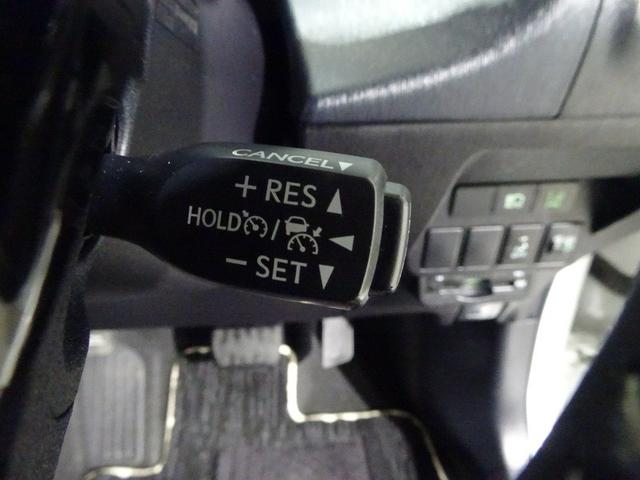 CANCEL▼
+ RES ▲
HOLD / ◄
− SET ▼